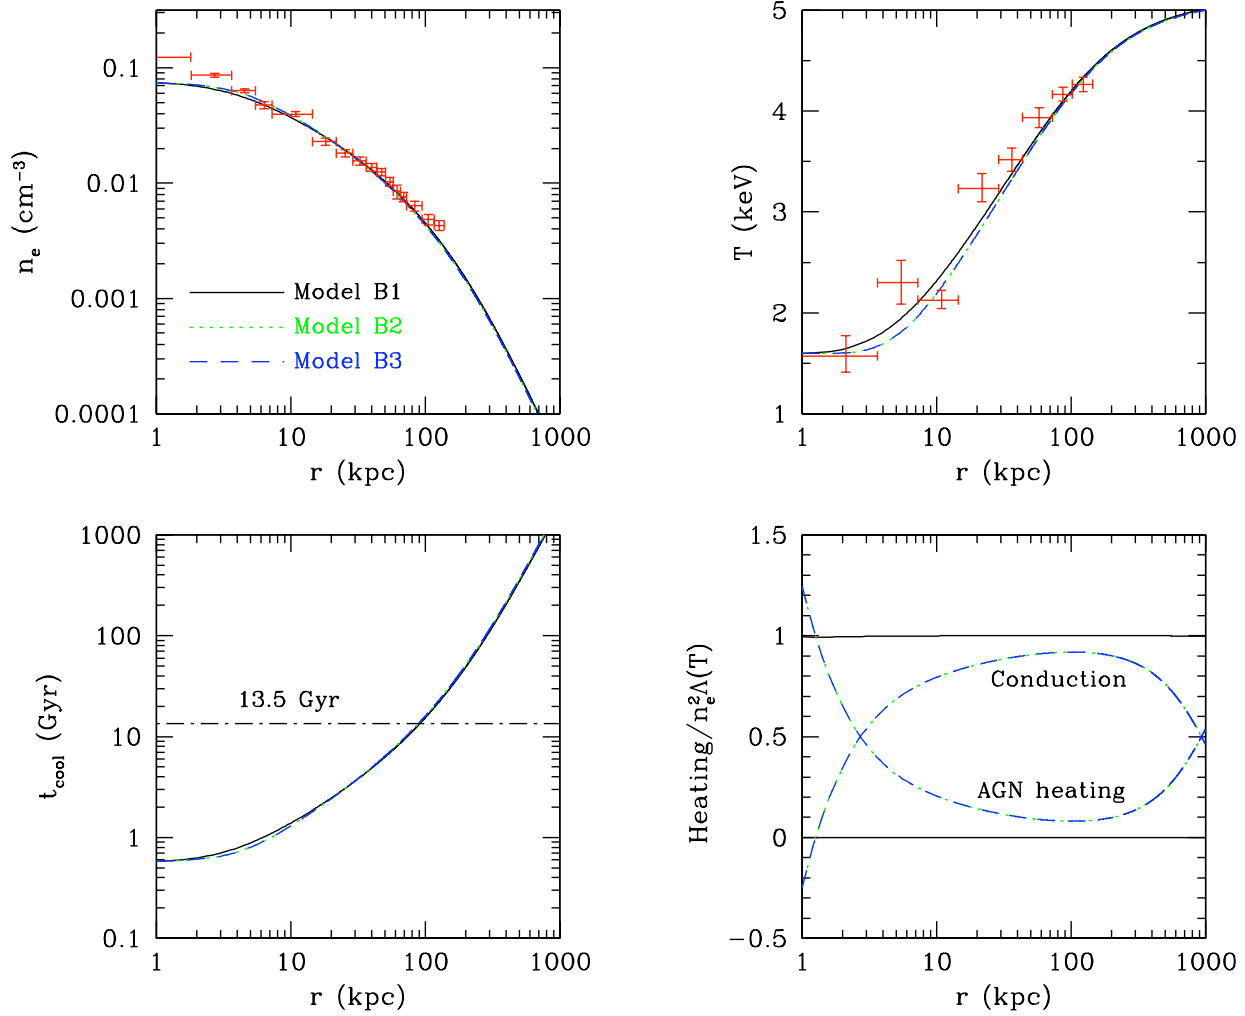 0.1
0.01
0.001
0.0001
n_e (cm⁻³)
Model B1
Model B2
Model B3
1 10 100 1000
r (kpc)
5
4
3
2
1
T (keV)
1 10 100 1000
r (kpc)
1000
100
10
1
0.1
t_cool (Gyr)
13.5 Gyr
1 10 100 1000
r (kpc)
1.5
1
0.5
0
−0.5
Heating/n_e²Λ(T)
Conduction
AGN heating
1 10 100 1000
r (kpc)